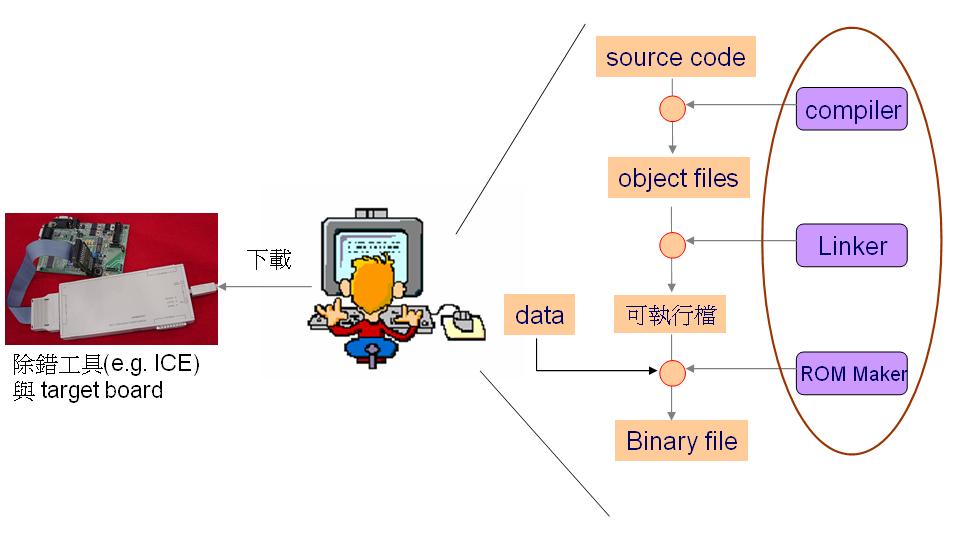 source code
compiler
object files
Linker
下載
data
可執行檔
ROM Maker
Binary file
除錯工具(e.g. ICE)
與 target board